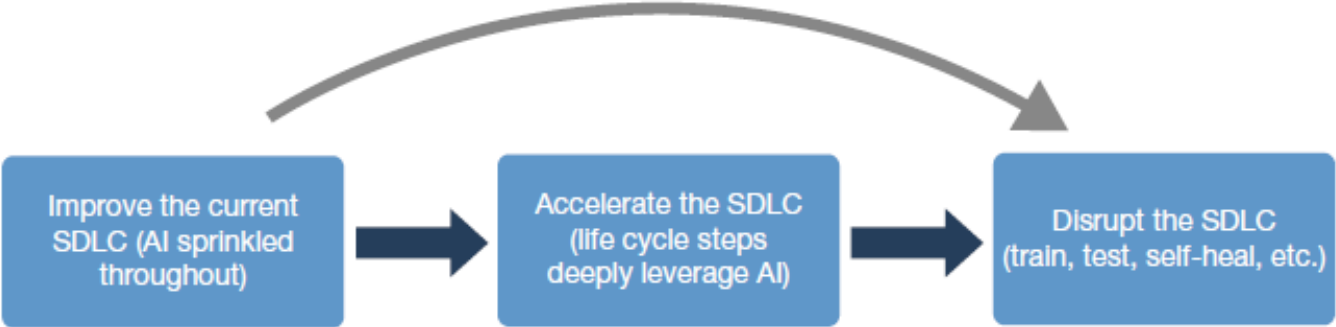 Improve the current
SDLC (AI sprinkled
throughout)
Accelerate the SDLC
(life cycle steps
deeply leverage AI)
Disrupt the SDLC
(train, test, self-heal, etc.)